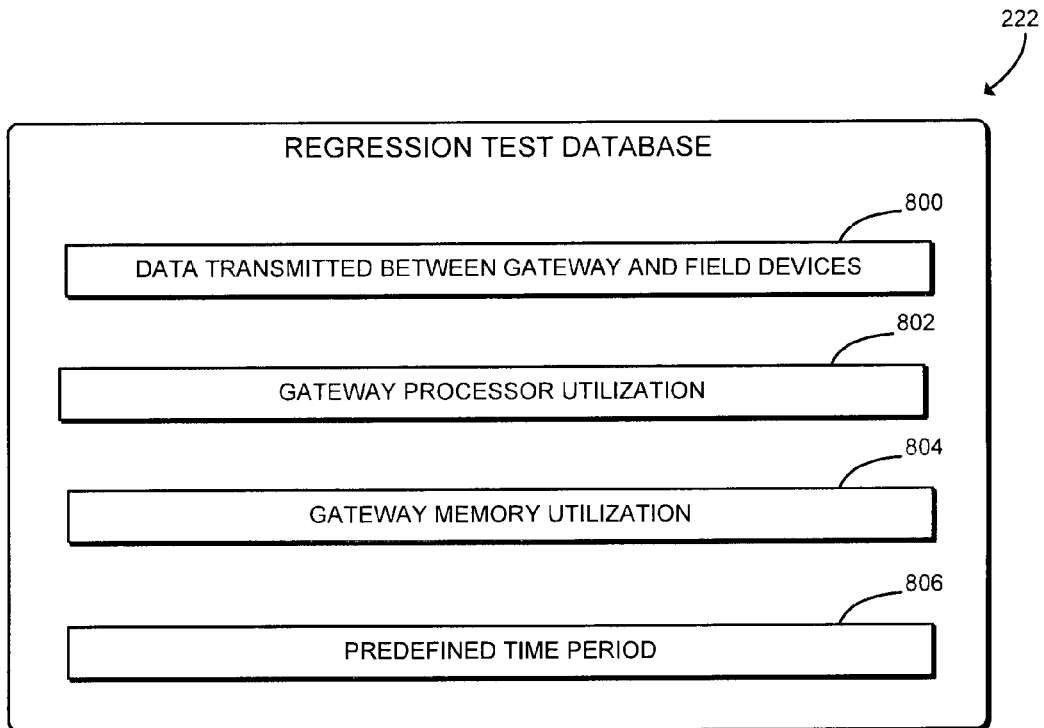 222
REGRESSION TEST DATABASE
800
DATA TRANSMITTED BETWEEN GATEWAY AND FIELD DEVICES
802
GATEWAY PROCESSOR UTILIZATION
804
GATEWAY MEMORY UTILIZATION
806
PREDEFINED TIME PERIOD